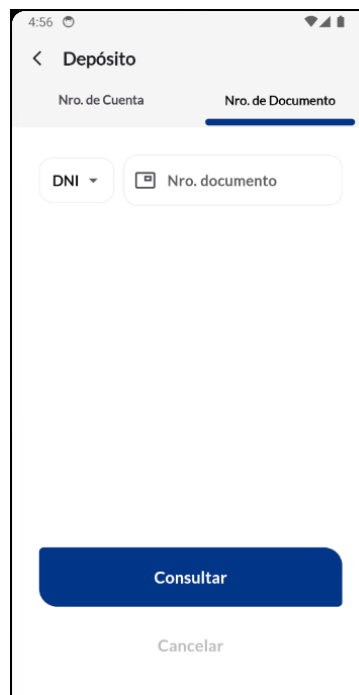 4:56
Depósito
Nro. de Cuenta
Nro. de Documento
DNI
Nro. documento
Consultar
Cancelar